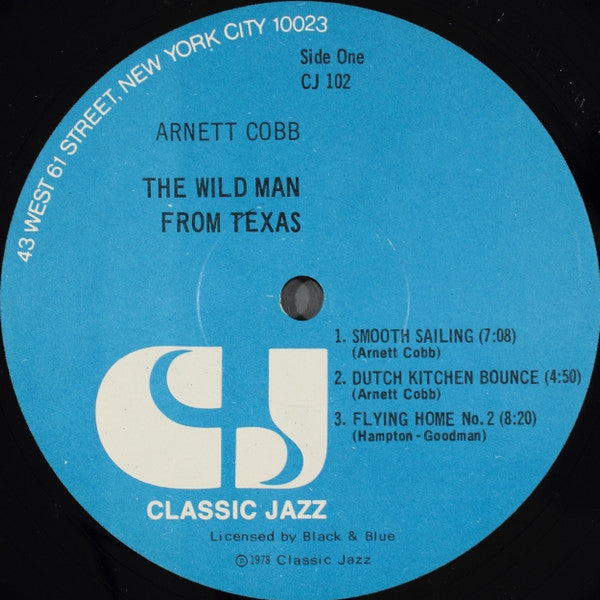 43 WEST 61 STREET, NEW YORK CITY 10023
Side One
CJ 102
ARNETT COBB
THE WILD MAN
FROM TEXAS
1. SMOOTH SAILING (7:08)
(Arnett Cobb)
2. DUTCH KITCHEN BOUNCE (4:50)
(Arnett Cobb)
3. FLYING HOME No. 2 (8:20)
(Hampton-Goodman)
CJ
CLASSIC JAZZ
Licensed by Black & Blue
℗ 1978 Classic Jazz